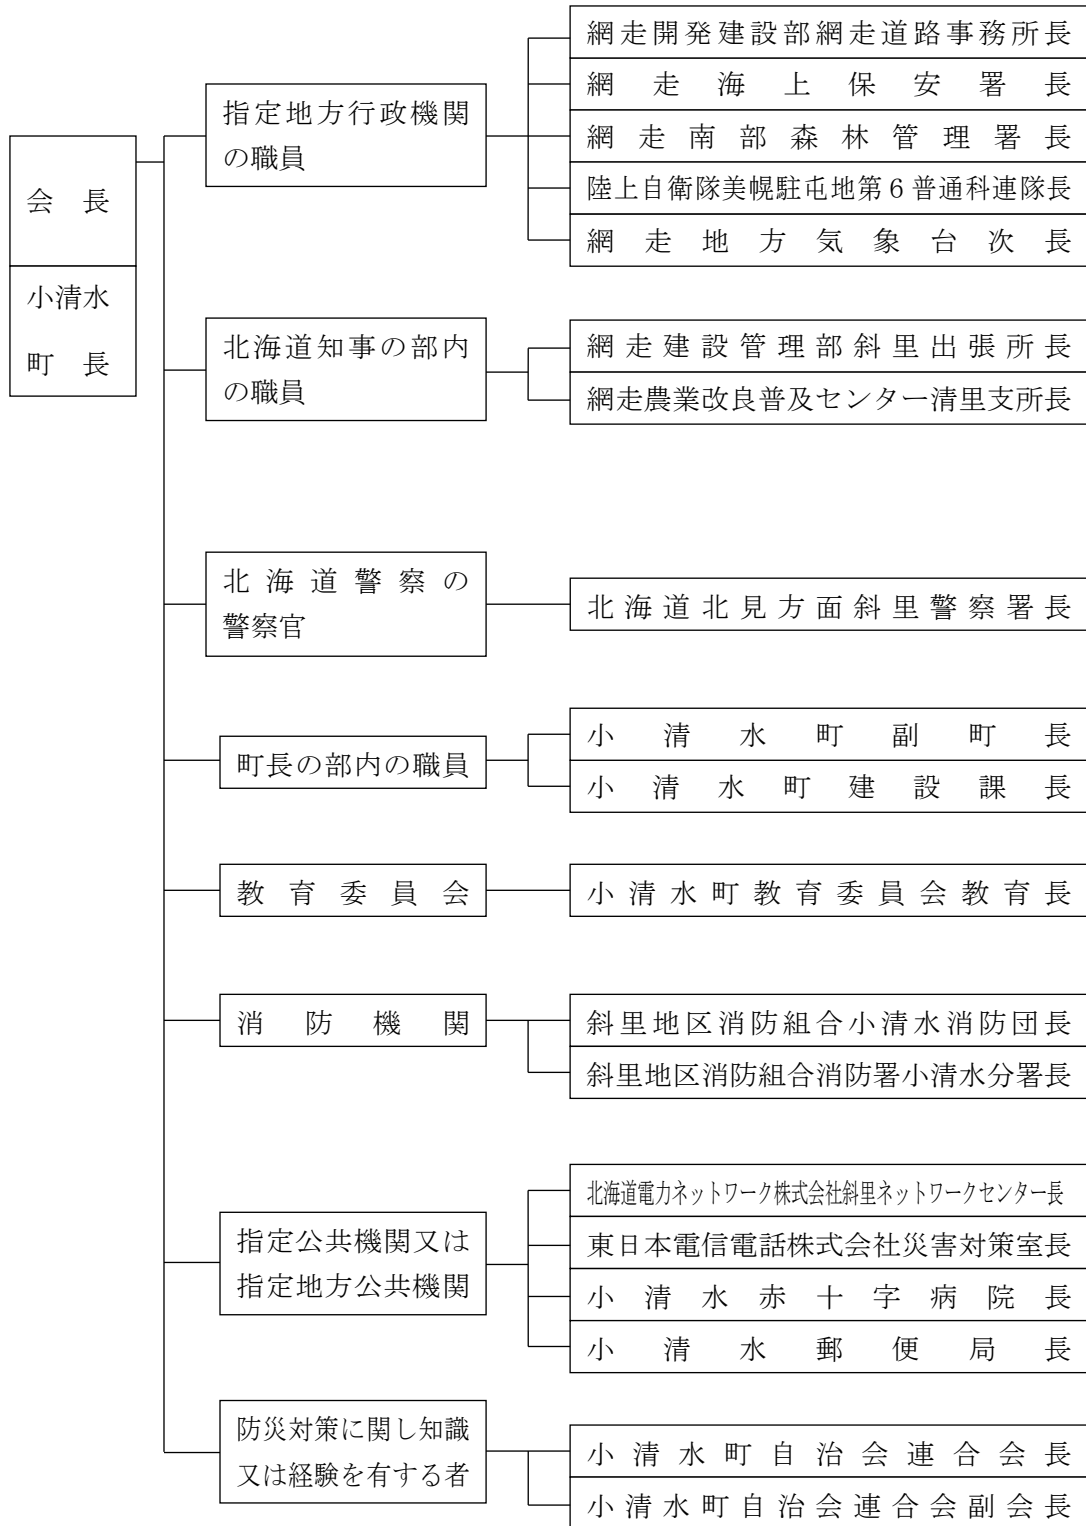 会長
小清水
町長
指定地方行政機関
の職員
網走開発建設部網走道路事務所長
網走海上保安署長
網走南部森林管理署長
陸上自衛隊美幌駐屯地第６普通科連隊長
網走地方気象台次長
北海道知事の部内
の職員
網走建設管理部斜里出張所長
網走農業改良普及センター清里支所長
北海道警察の
警察官
北海道北見方面斜里警察署長
町長の部内の職員
小清水町副町長
小清水町建設課長
教育委員会
小清水町教育委員会教育長
消防機関
斜里地区消防組合小清水消防団長
斜里地区消防組合消防署小清水分署長
指定公共機関又は
指定地方公共機関
北海道電力ネットワーク株式会社斜里ネットワークセンター長
東日本電信電話株式会社災害対策室長
小清水赤十字病院長
小清水郵便局長
防災対策に関し知識
又は経験を有する者
小清水町自治会連合会長
小清水町自治会連合会副会長